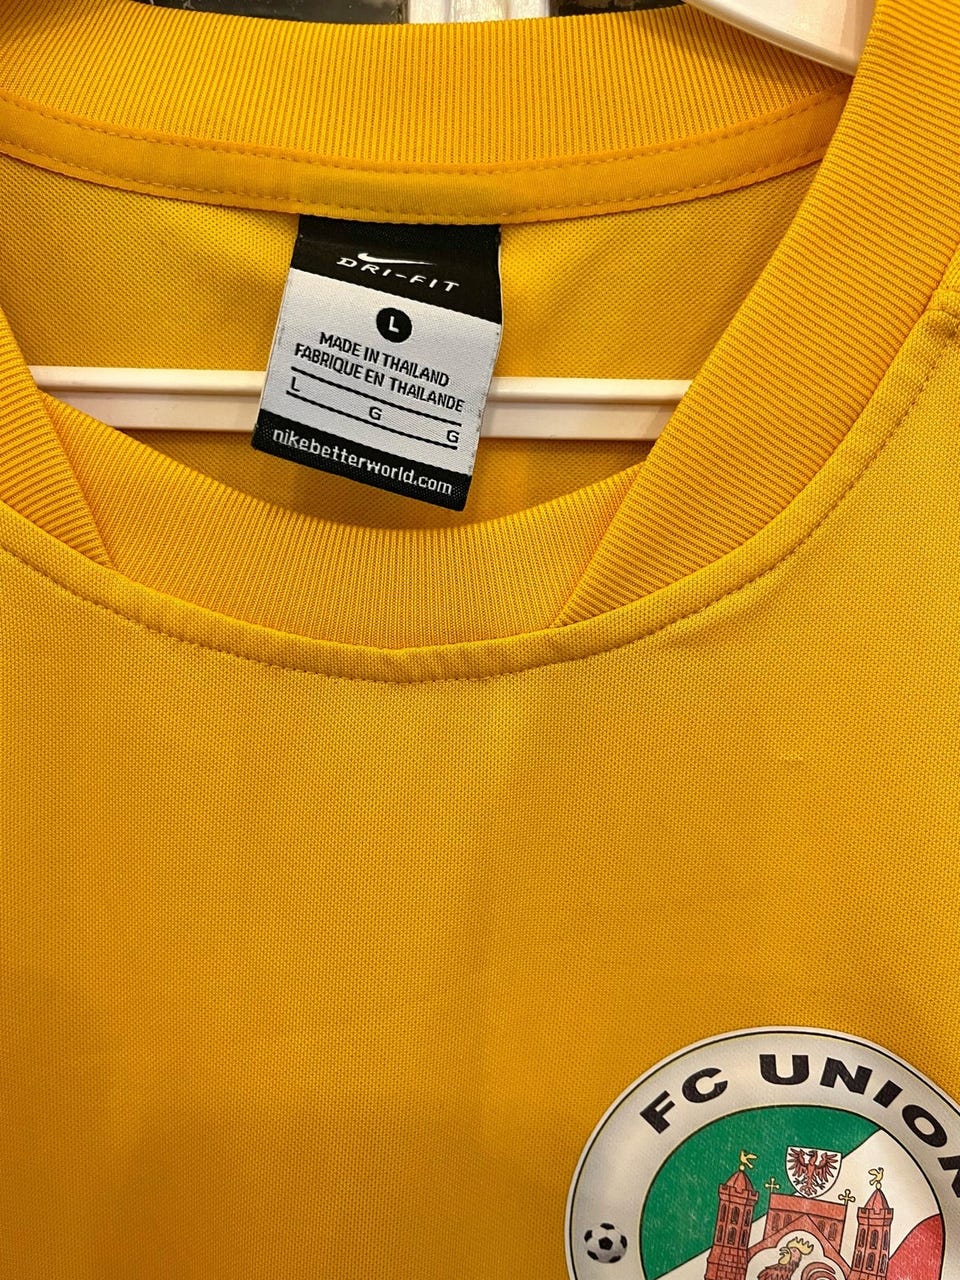 DRI-FIT
L
MADE IN THAILAND
FABRIQUE EN THAILANDE
L G G
nikebetterworld.com
FC UNION